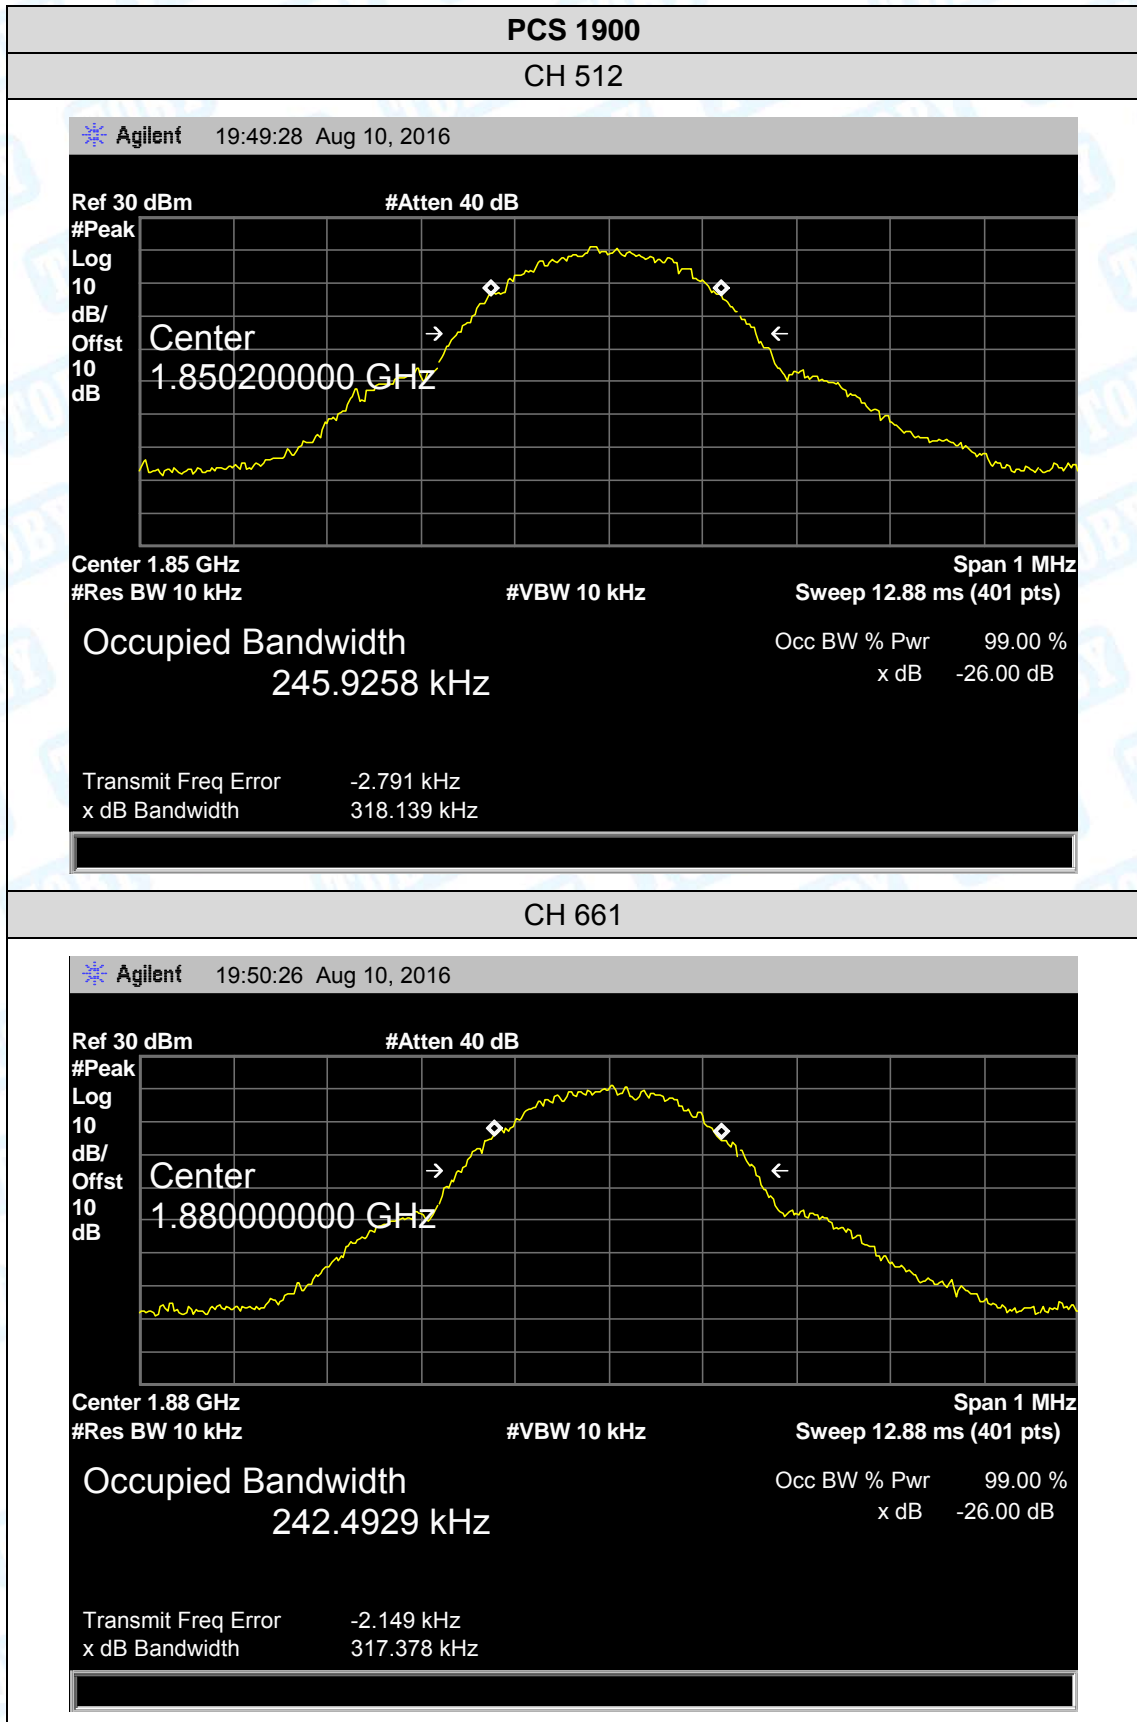 PCS 1900
CH 512
Agilent 19:49:28 Aug 10, 2016
Ref 30 dBm #Atten 40 dB
#Peak
Log
10
dB/
Offst
10
dB
Center
1.850200000 GHz
Center 1.85 GHz Span 1 MHz
#Res BW 10 kHz #VBW 10 kHz Sweep 12.88 ms (401 pts)
Occupied Bandwidth
245.9258 kHz
Occ BW % Pwr 99.00 %
x dB -26.00 dB
Transmit Freq Error -2.791 kHz
x dB Bandwidth 318.139 kHz
CH 661
Agilent 19:50:26 Aug 10, 2016
Ref 30 dBm #Atten 40 dB
#Peak
Log
10
dB/
Offst
10
dB
Center
1.880000000 GHz
Center 1.88 GHz Span 1 MHz
#Res BW 10 kHz #VBW 10 kHz Sweep 12.88 ms (401 pts)
Occupied Bandwidth
242.4929 kHz
Occ BW % Pwr 99.00 %
x dB -26.00 dB
Transmit Freq Error -2.149 kHz
x dB Bandwidth 317.378 kHz